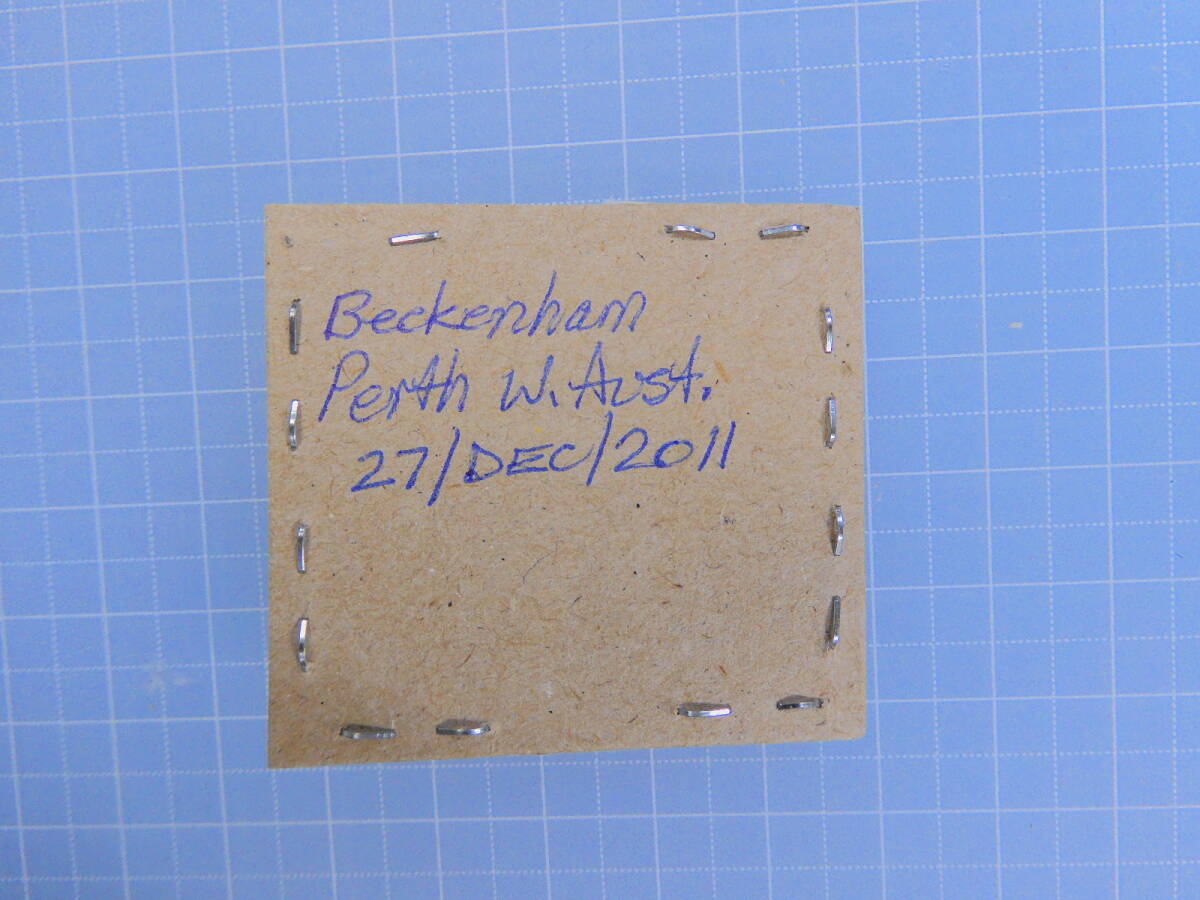 Beckenham
Perth W. Aust.
27/DEC/2011